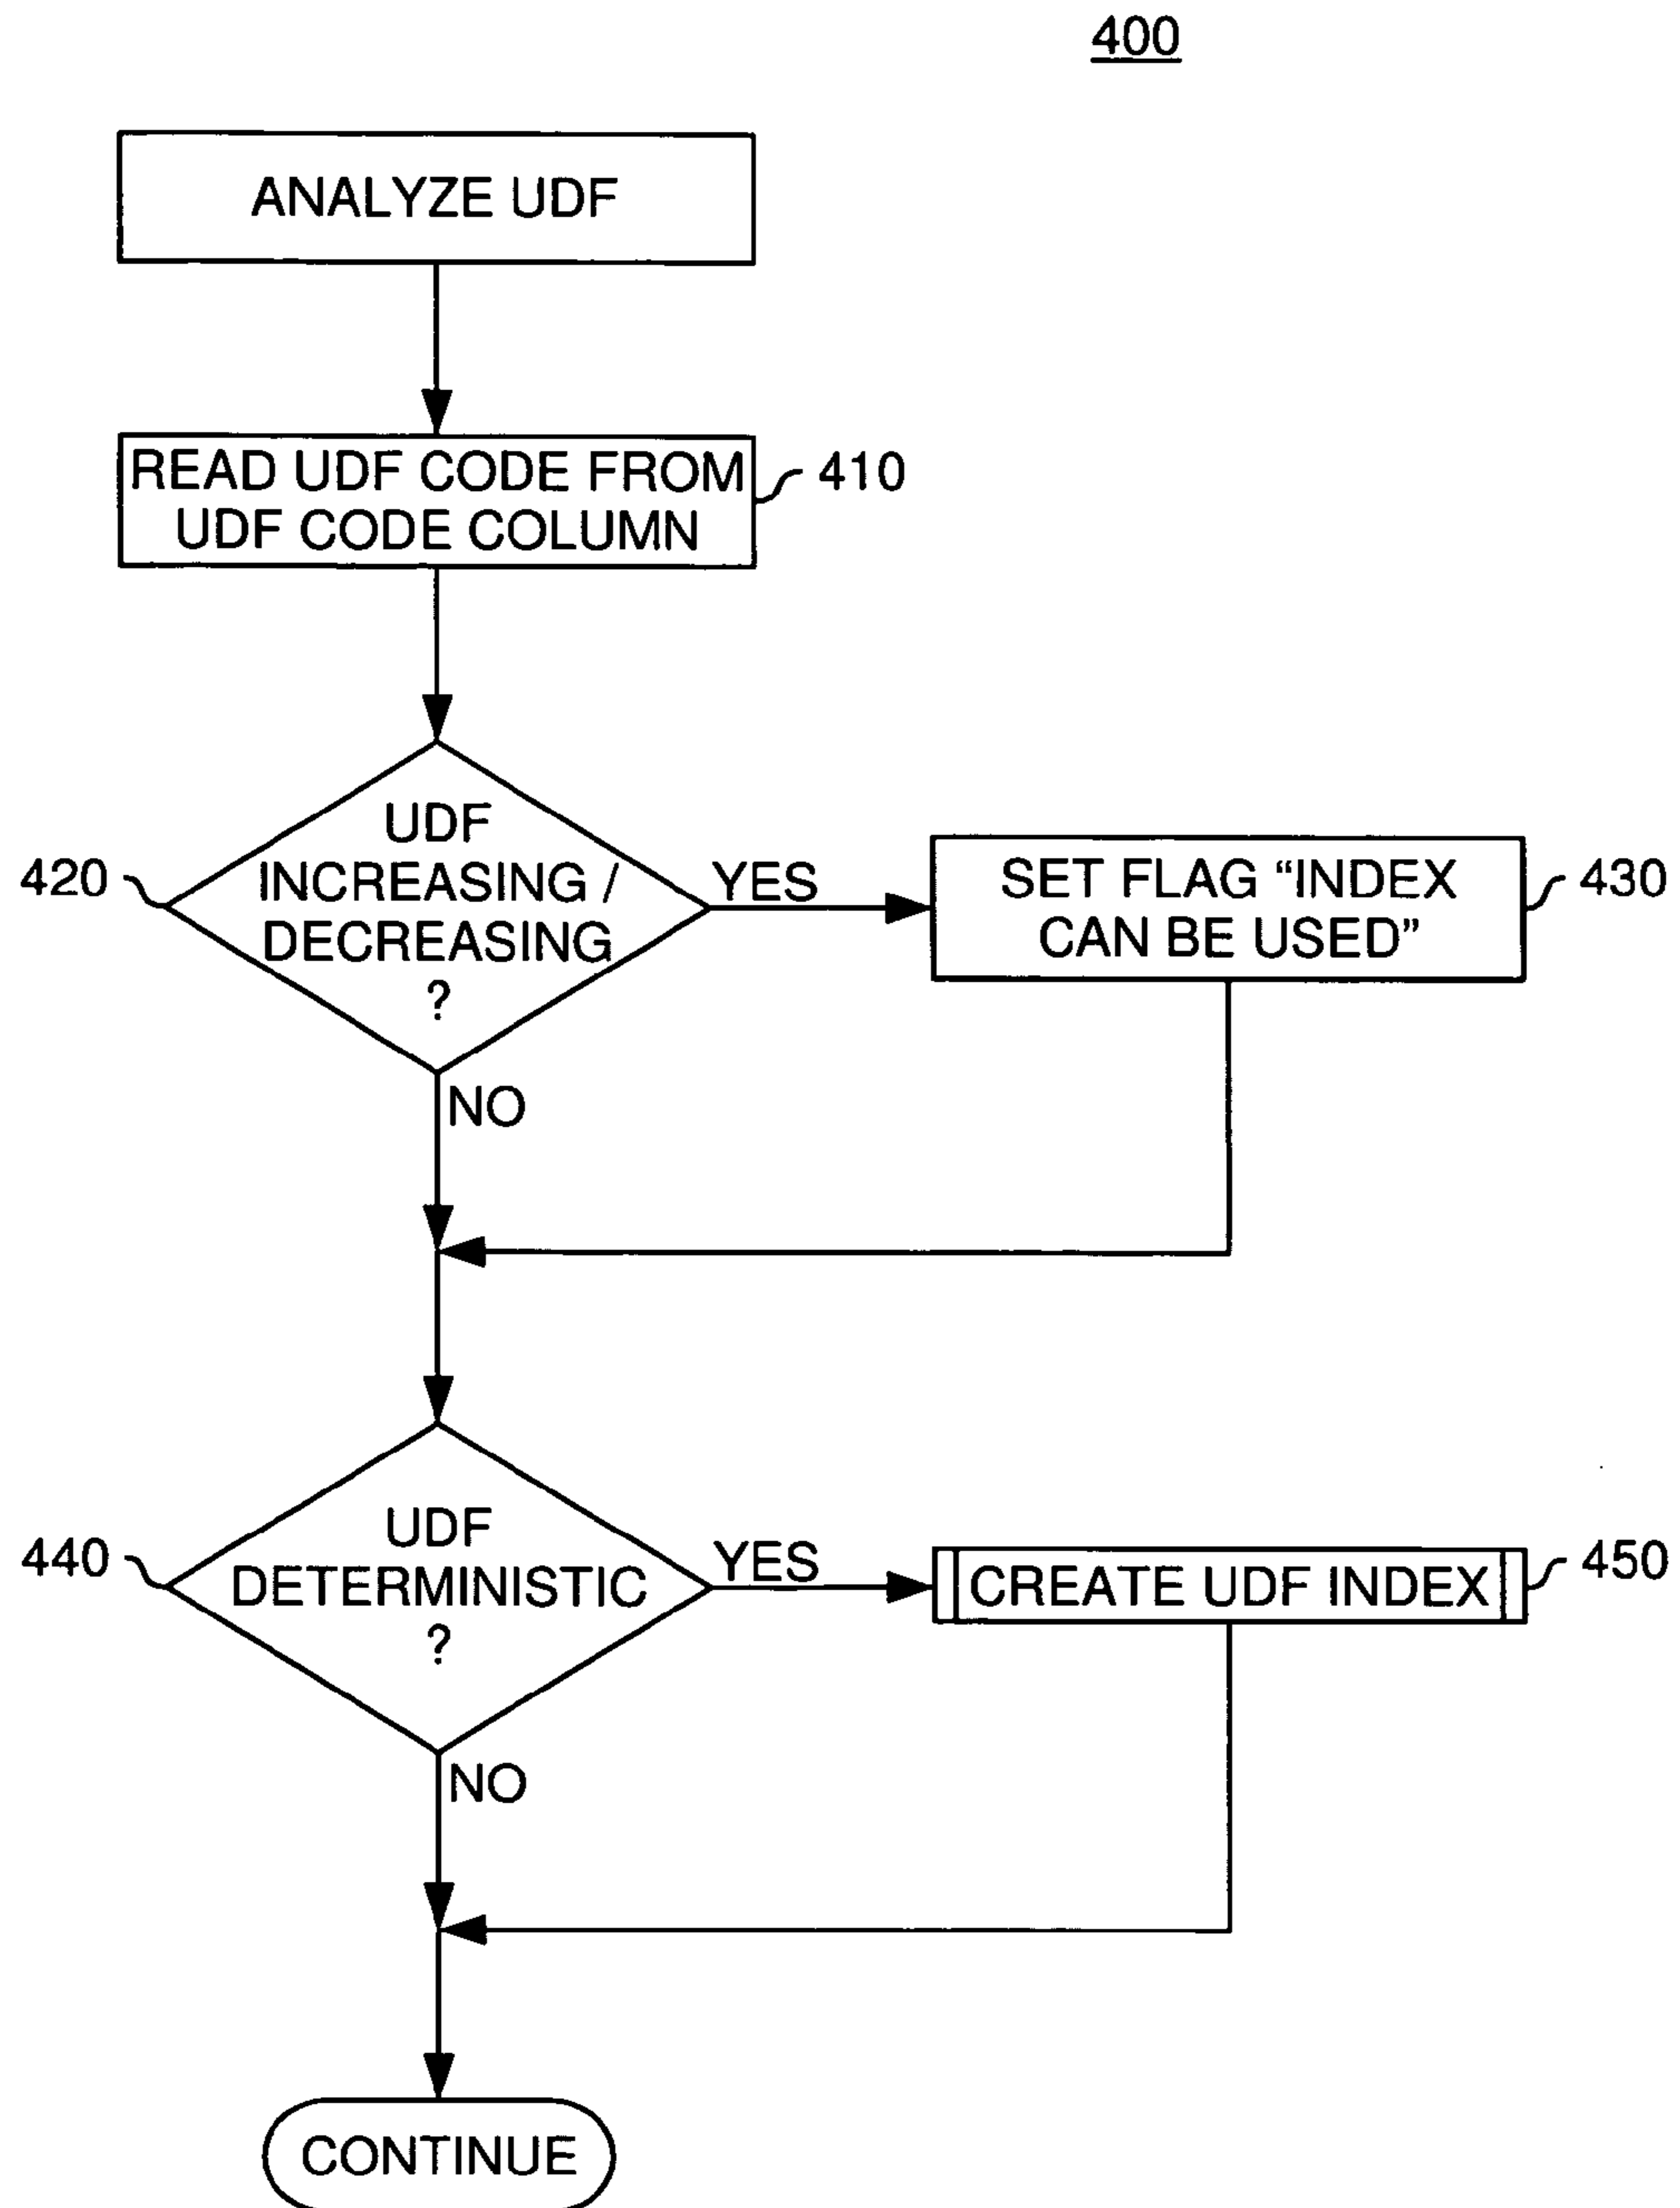 400
ANALYZE UDF
READ UDF CODE FROM
UDF CODE COLUMN
410
420
UDF
INCREASING /
DECREASING
?
YES
SET FLAG “INDEX
CAN BE USED”
430
NO
440
UDF
DETERMINISTIC
?
YES
CREATE UDF INDEX
450
NO
CONTINUE